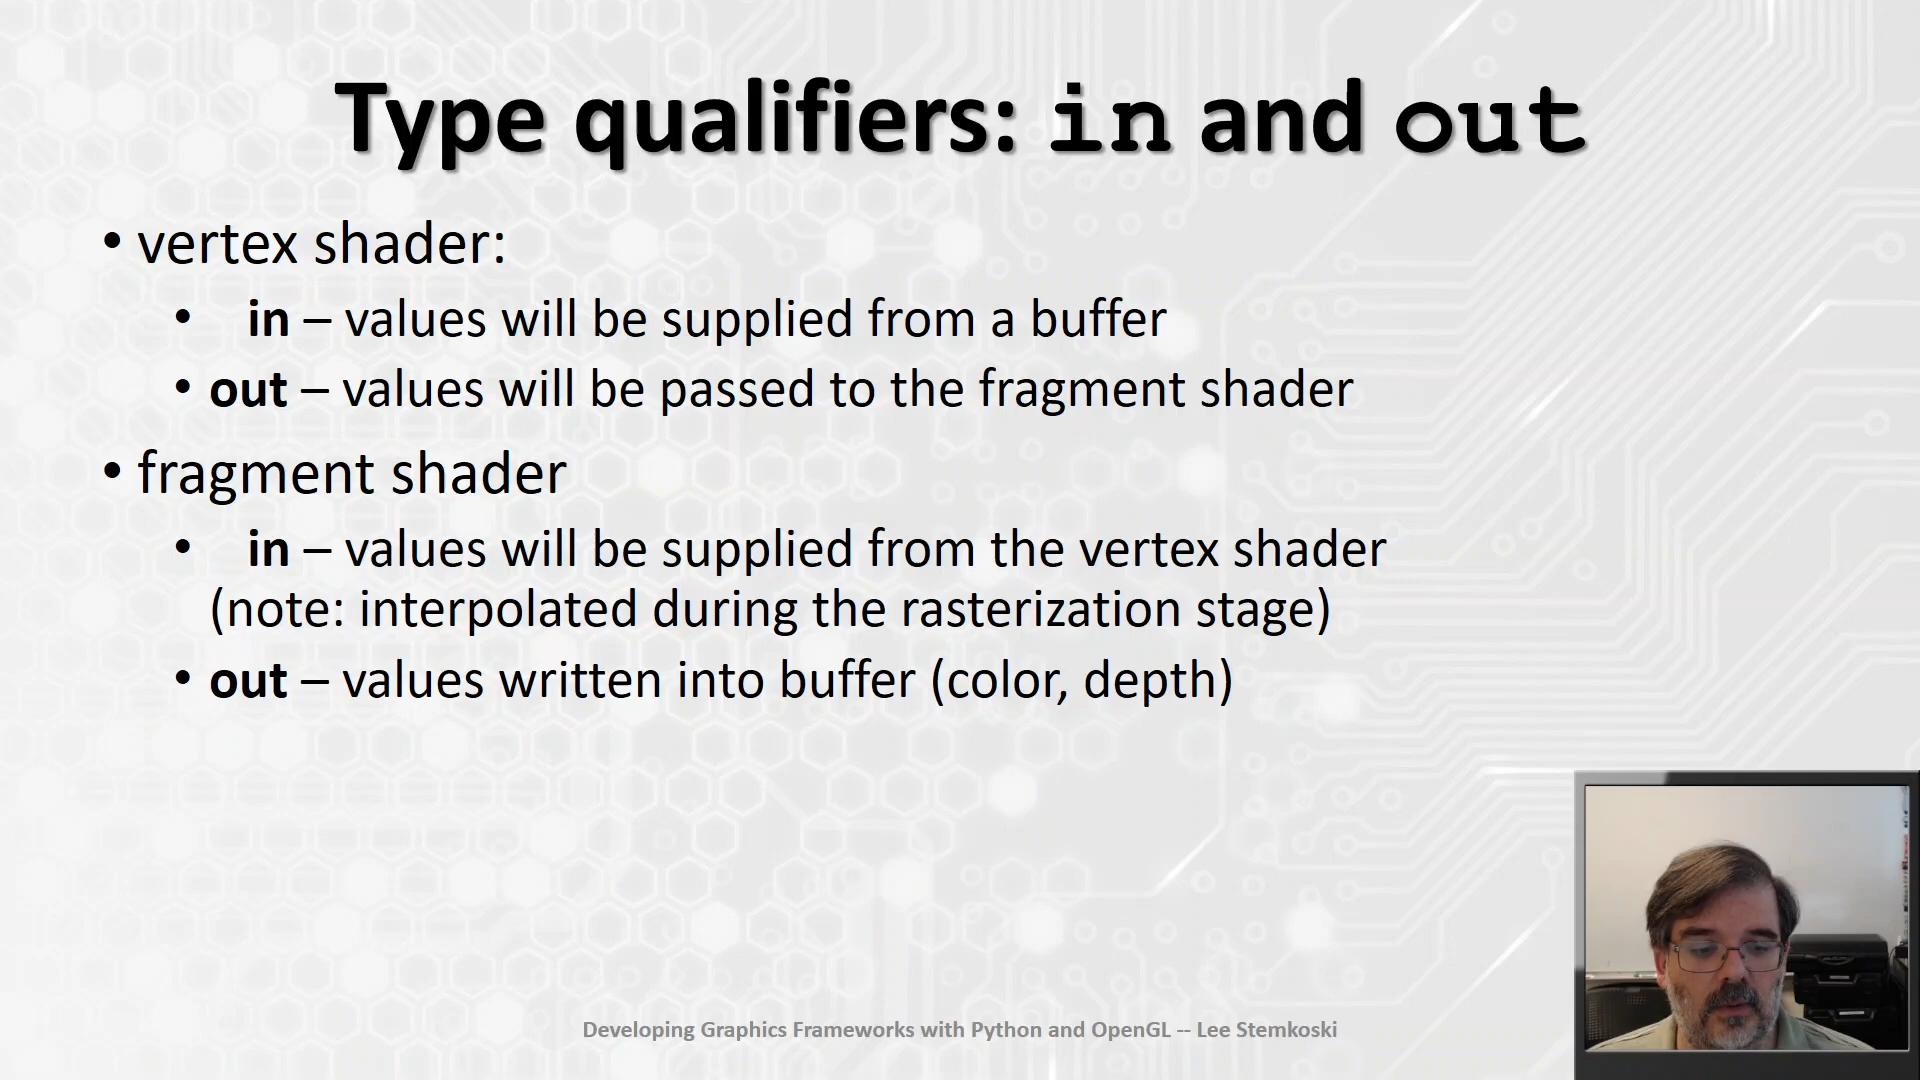 Type qualifiers: in and out
• vertex shader:
• in – values will be supplied from a buffer
• out – values will be passed to the fragment shader
• fragment shader
• in – values will be supplied from the vertex shader
(note: interpolated during the rasterization stage)
• out – values written into buffer (color, depth)
Developing Graphics Frameworks with Python and OpenGL -- Lee Stemkoski